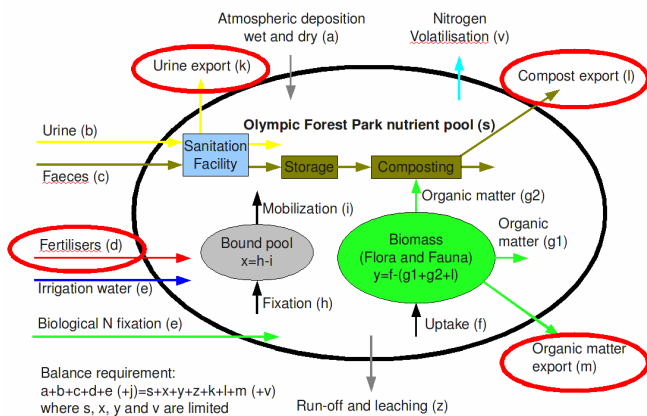 Atmospheric deposition
wet and dry (a)
Nitrogen
Volatilisation (v)
Urine export (k)
Compost export (l)
Olympic Forest Park nutrient pool (s)
Urine (b)
Sanitation
Facility
Storage
Composting
Faeces (c)
Organic matter (g2)
Mobilization (i)
Bound pool
x=h-i
Biomass
(Flora and Fauna)
y=f-(g1+g2+l)
Organic
matter (g1)
Fertilisers (d)
Irrigation water (e)
Fixation (h)
Biological N fixation (e)
Uptake (f)
Organic matter
export (m)
Balance requirement:
a+b+c+d+e (+j)=s+x+y+z+k+l+m (+v)
where s, x, y and v are limited
Run-off and leaching (z)